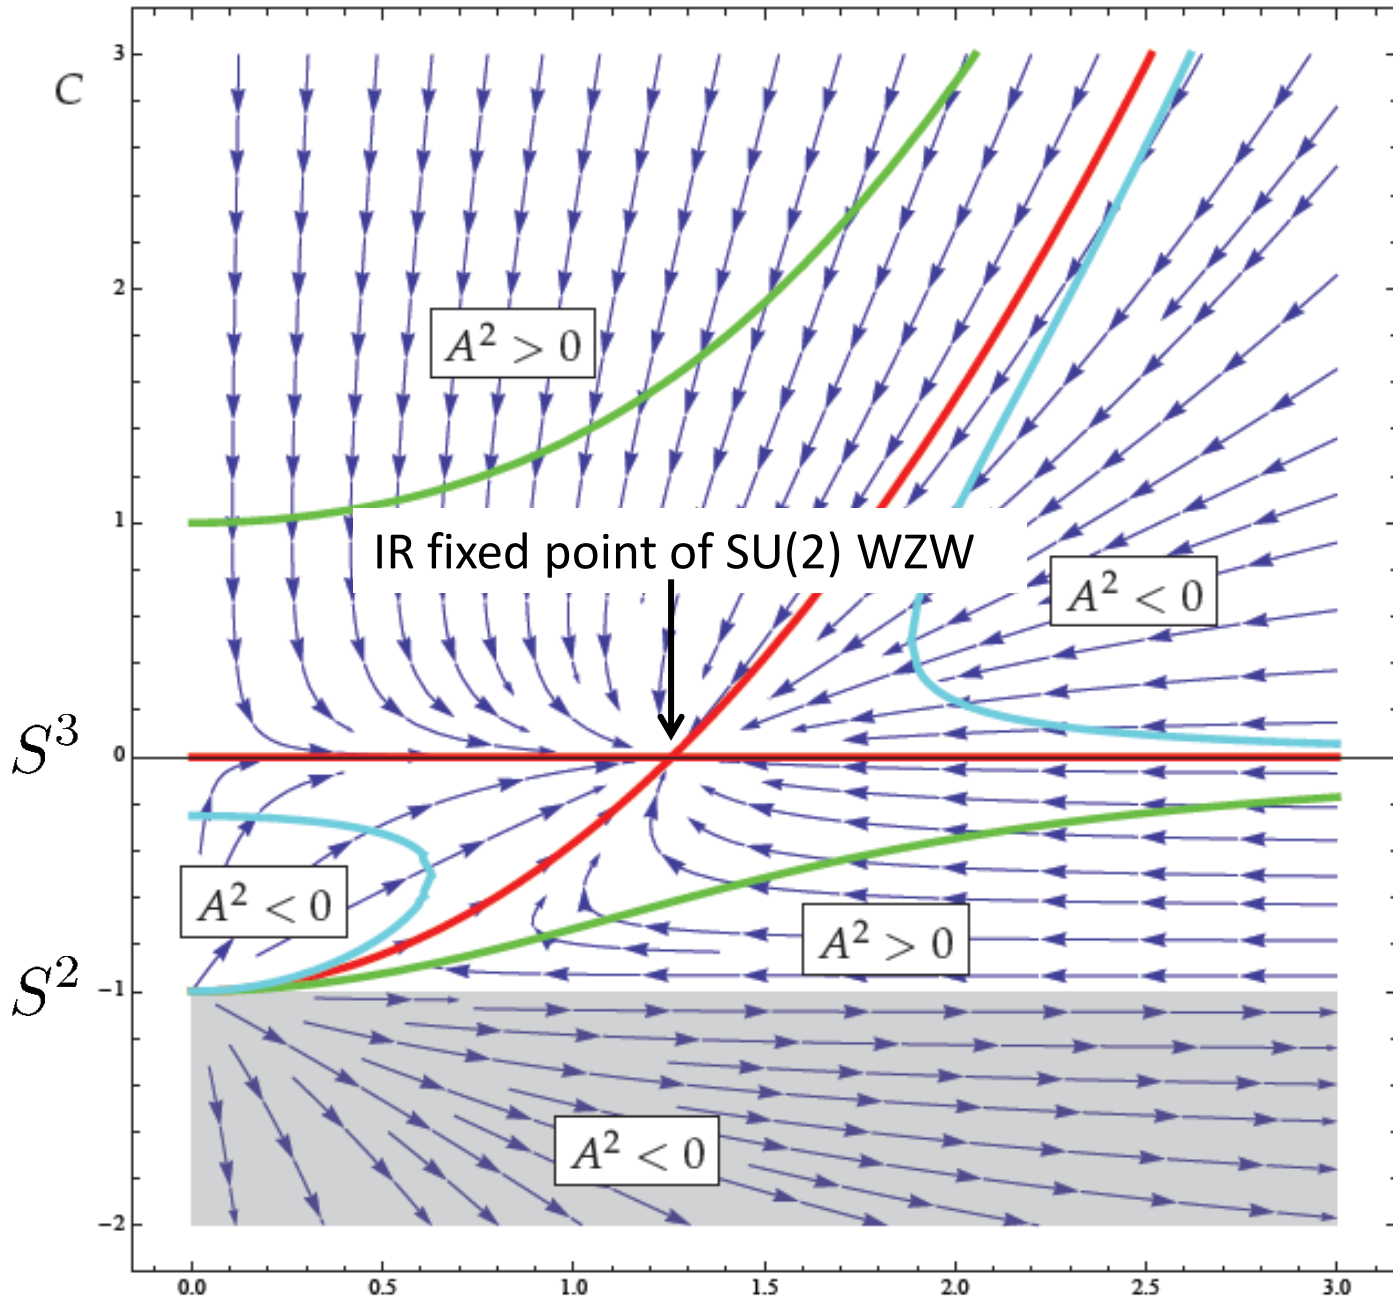 3
C
A² > 0
2
1
IR fixed point of SU(2) WZW
A² < 0
S³
0
A² < 0
A² > 0
S²
−1
A² < 0
−2
0.0 0.5 1.0 1.5 2.0 2.5 3.0